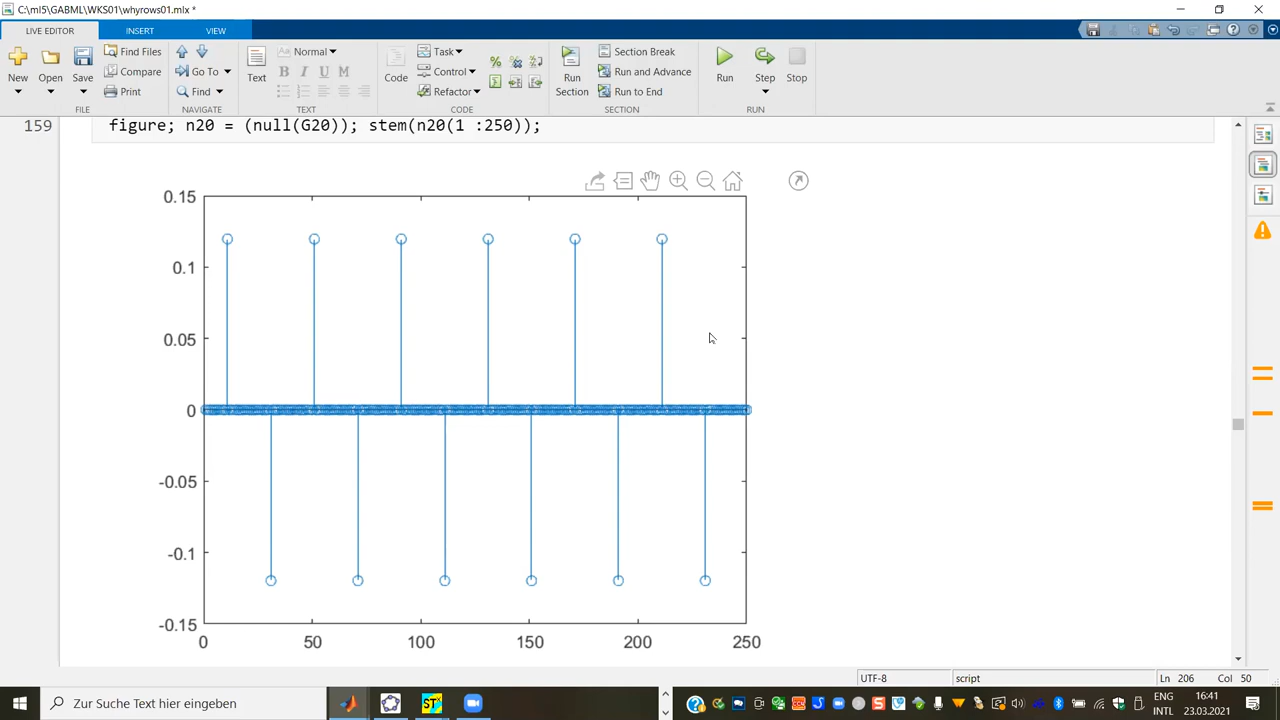 C:\ml5\GABML\WKS01\whyrows01.mlx *
LIVE EDITOR INSERT VIEW
New Open Save Find Files Compare Print
FILE
Go To Find
NAVIGATE
Text Normal
B I U M
TEXT
Code Task Control Refactor
CODE
Run Section Section Break Run and Advance Run to End
SECTION
Run Step Stop
RUN
159 figure; n20 = (null(G20)); stem(n20(1 :250));
0.15
0.1
0.05
0
-0.05
-0.1
-0.15
0 50 100 150 200 250
UTF-8 script Ln 206 Col 50
Zur Suche Text hier eingeben
ENG 16:41
INTL 23.03.2021